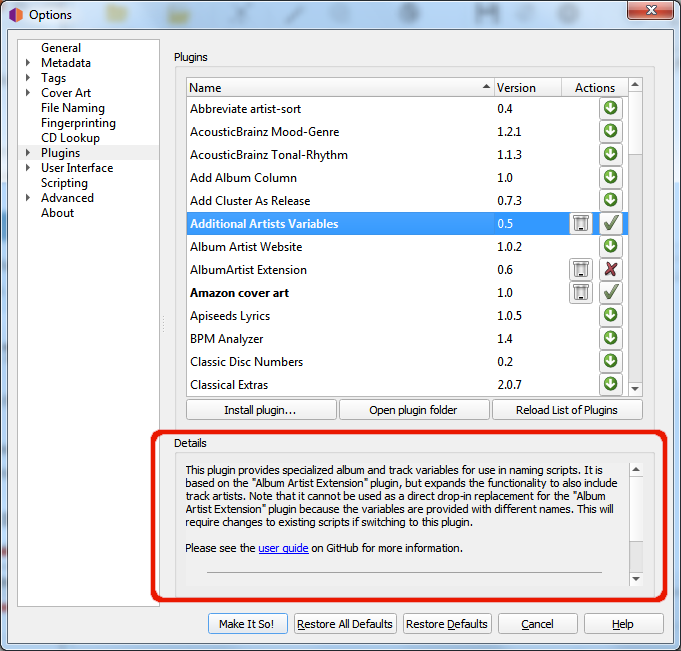 Options
General
Metadata
Tags
Cover Art
File Naming
Fingerprinting
CD Lookup
Plugins
User Interface
Scripting
Advanced
About
Plugins
Name Version Actions
Abbreviate artist-sort 0.4
AcousticBrainz Mood-Genre 1.2.1
AcousticBrainz Tonal-Rhythm 1.1.3
Add Album Column 1.0
Add Cluster As Release 0.7.3
Additional Artists Variables 0.5
Album Artist Website 1.0.2
AlbumArtist Extension 0.6
Amazon cover art 1.0
Apiseeds Lyrics 1.0.5
BPM Analyzer 1.4
Classic Disc Numbers 0.2
Classical Extras 2.0.7
Install plugin... Open plugin folder Reload List of Plugins
Details
This plugin provides specialized album and track variables for use in naming scripts. It is
based on the "Album Artist Extension" plugin, but expands the functionality to also include
track artists. Note that it cannot be used as a direct drop-in replacement for the "Album
Artist Extension" plugin because the variables are provided with different names. This will
require changes to existing scripts if switching to this plugin.
Please see the user guide on GitHub for more information.
Make It So! Restore All Defaults Restore Defaults Cancel Help